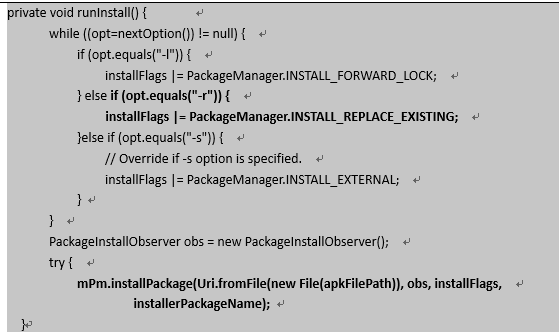 private void runInstall() {
while ((opt=nextOption()) != null) {
if (opt.equals("-l")) {
installFlags |= PackageManager.INSTALL_FORWARD_LOCK;
} else if (opt.equals("-r")) {
installFlags |= PackageManager.INSTALL_REPLACE_EXISTING;
}else if (opt.equals("-s")) {
// Override if -s option is specified.
installFlags |= PackageManager.INSTALL_EXTERNAL;
}
}
PackageInstallObserver obs = new PackageInstallObserver();
try {
mPm.installPackage(Uri.fromFile(new File(apkFilePath)), obs, installFlags,
installerPackageName);
}